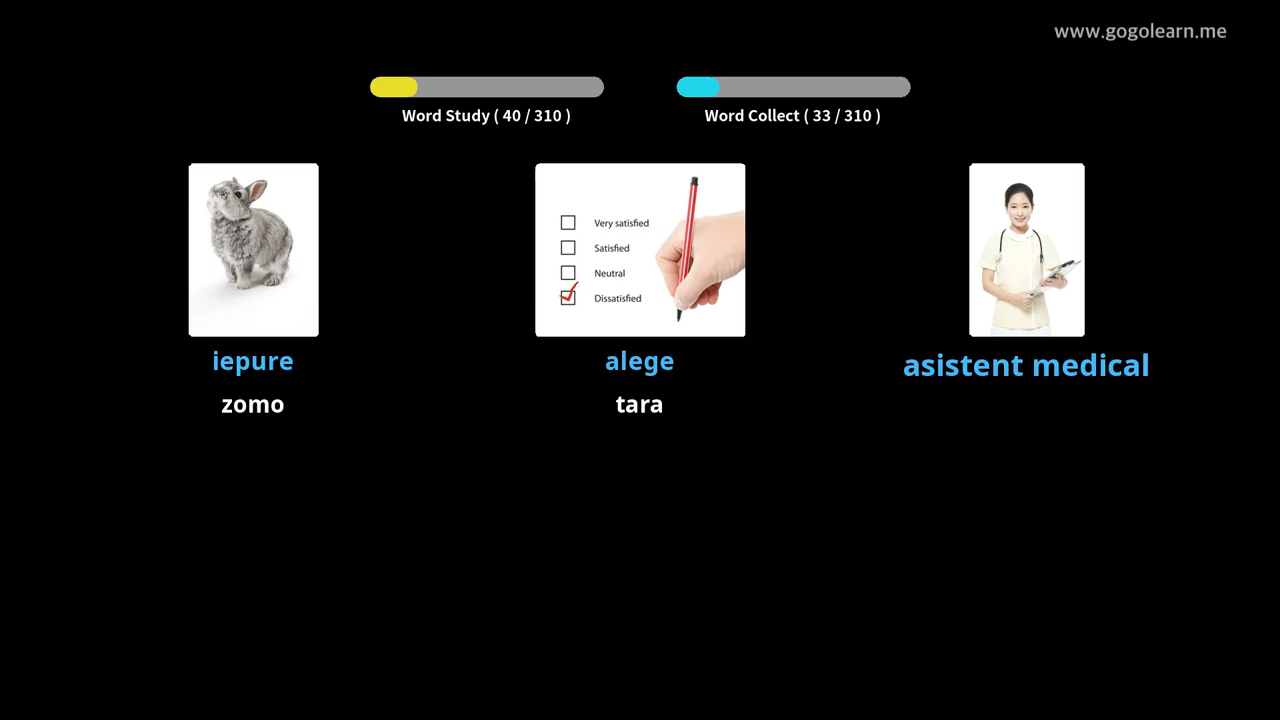 www.gogolearn.me
Word Study ( 40 / 310 )
Word Collect ( 33 / 310 )
Very satisfied
Satisfied
Neutral
Dissatisfied
iepure
alege
asistent medical
zomo
tara